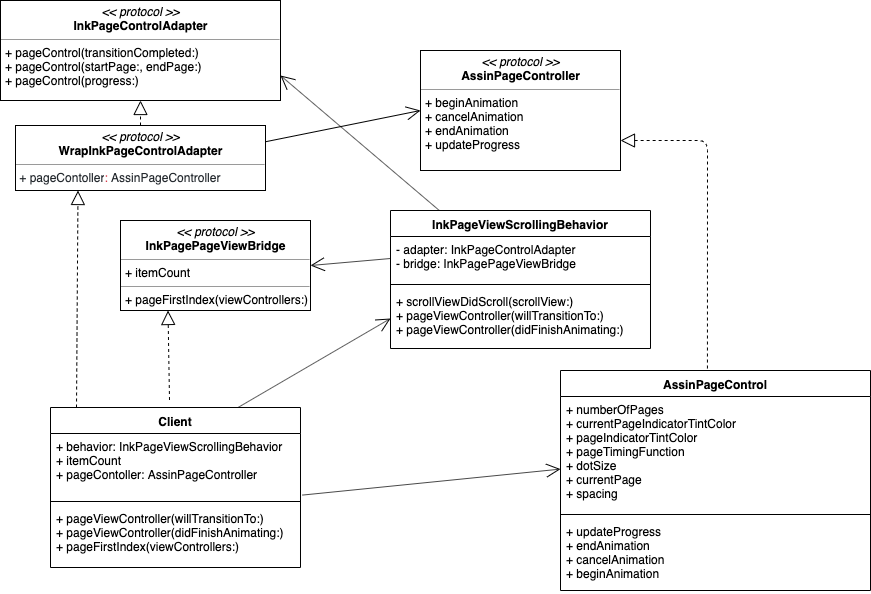 << protocol >>
InkPageControlAdapter
+ pageControl(transitionCompleted:)
+ pageControl(startPage:, endPage:)
+ pageControl(progress:)
<< protocol >>
AssinPageController
+ beginAnimation
+ cancelAnimation
+ endAnimation
+ updateProgress
<< protocol >>
WrapInkPageControlAdapter
+ pageContoller: AssinPageController
<< protocol >>
InkPagePageViewBridge
+ itemCount
+ pageFirstIndex(viewControllers:)
InkPageViewScrollingBehavior
- adapter: InkPageControlAdapter
- bridge: InkPagePageViewBridge
+ scrollViewDidScroll(scrollView:)
+ pageViewController(willTransitionTo:)
+ pageViewController(didFinishAnimating:)
Client
+ behavior: InkPageViewScrollingBehavior
+ itemCount
+ pageContoller: AssinPageController
+ pageViewController(willTransitionTo:)
+ pageViewController(didFinishAnimating:)
+ pageFirstIndex(viewControllers:)
AssinPageControl
+ numberOfPages
+ currentPageIndicatorTintColor
+ pageIndicatorTintColor
+ pageTimingFunction
+ dotSize
+ currentPage
+ spacing
+ updateProgress
+ endAnimation
+ cancelAnimation
+ beginAnimation